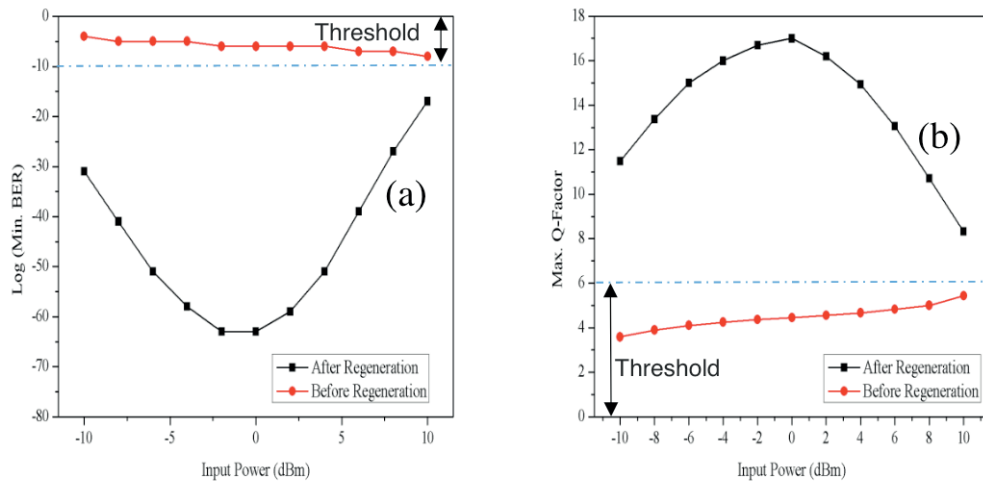 (a)
Threshold
0
-10
-20
-30
-40
-50
-60
-70
-80
Log (Min. BER)
After Regeneration
Before Regeneration
-10
-5
0
5
10
Input Power (dBm)
(b)
18
16
14
12
10
8
6
4
2
0
Max. Q-Factor
Threshold
After Regeneration
Before Regeneration
-10
-8
-6
-4
-2
0
2
4
6
8
10
Input Power (dBm)